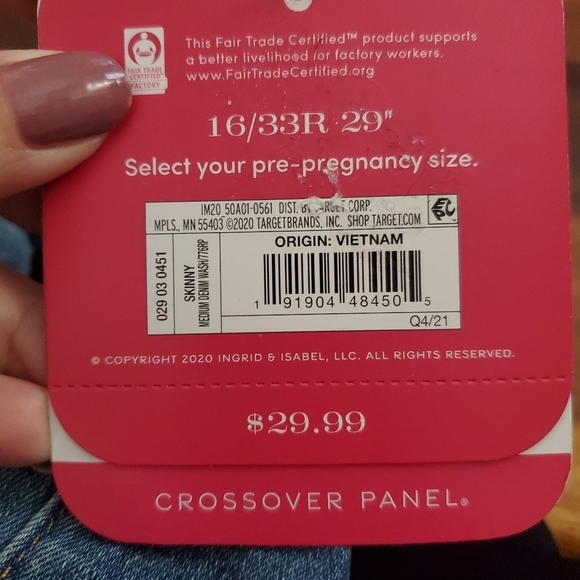 This Fair Trade Certified™ product supports
a better livelihood for factory workers.
www.FairTradeCertified.org
FAIR TRADE
CERTIFIED™
FACTORY
16/33R 29"
Select your pre-pregnancy size.
IM20 50A01-0561 DIST. BY TARGET CORP.
MPLS., MN 55403 ©2020 TARGETBRANDS, INC. SHOP TARGET.COM
EPC
029 03 0451
SKINNY
MEDIUM DENIM WASH/776RP
ORIGIN: VIETNAM
1 91904 48450 5
Q4/21
© COPYRIGHT 2020 INGRID & ISABEL, LLC. ALL RIGHTS RESERVED.
$29.99
CROSSOVER PANEL®